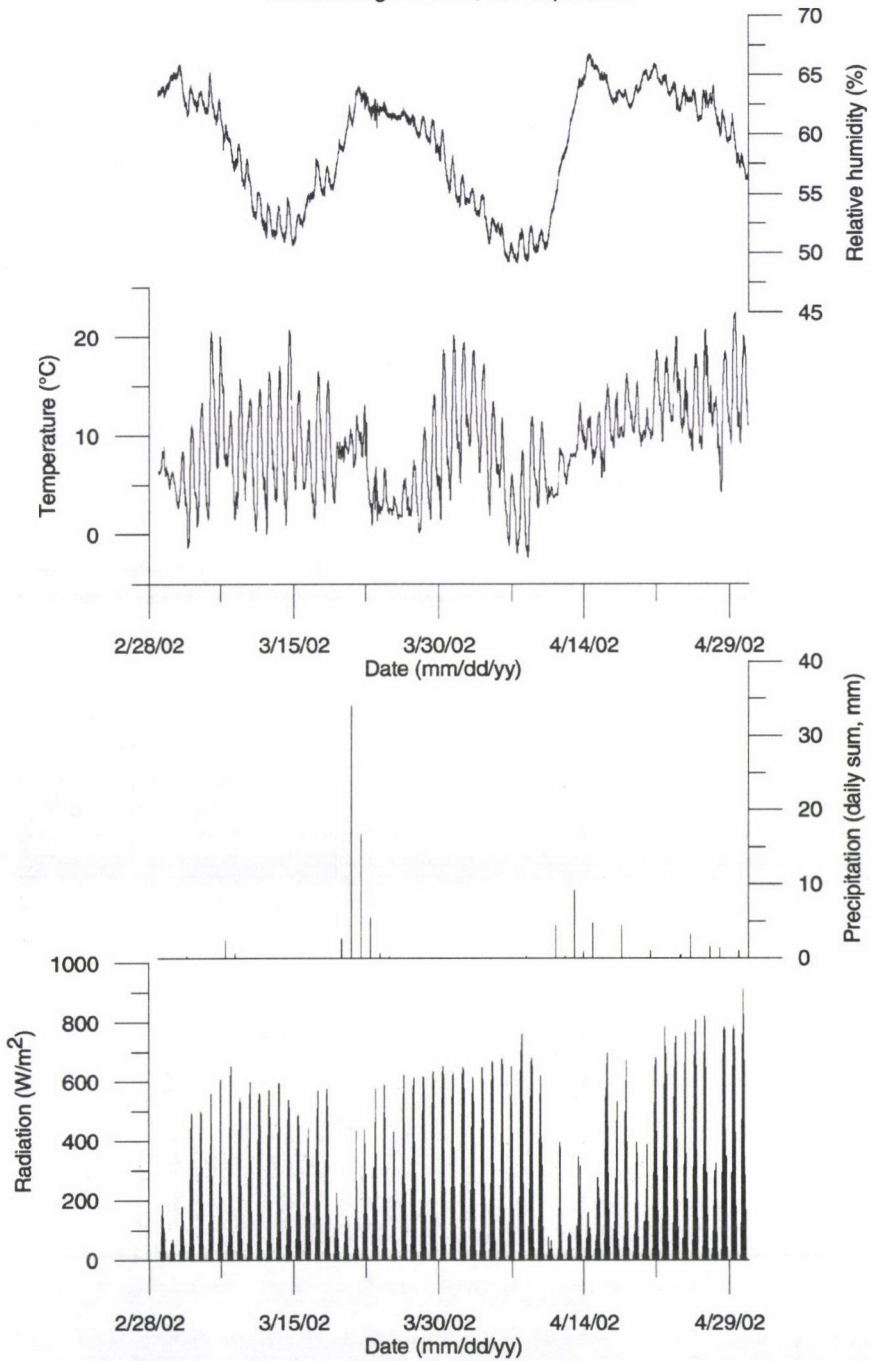 70
65
60
55
50
45
Relative humidity (%)
20
10
0
Temperature (°C)
2/28/02 3/15/02 3/30/02 4/14/02 4/29/02
Date (mm/dd/yy)
40
30
20
10
0
Precipitation (daily sum, mm)
1000
800
600
400
200
0
Radiation (W/m²)
2/28/02 3/15/02 3/30/02 4/14/02 4/29/02
Date (mm/dd/yy)